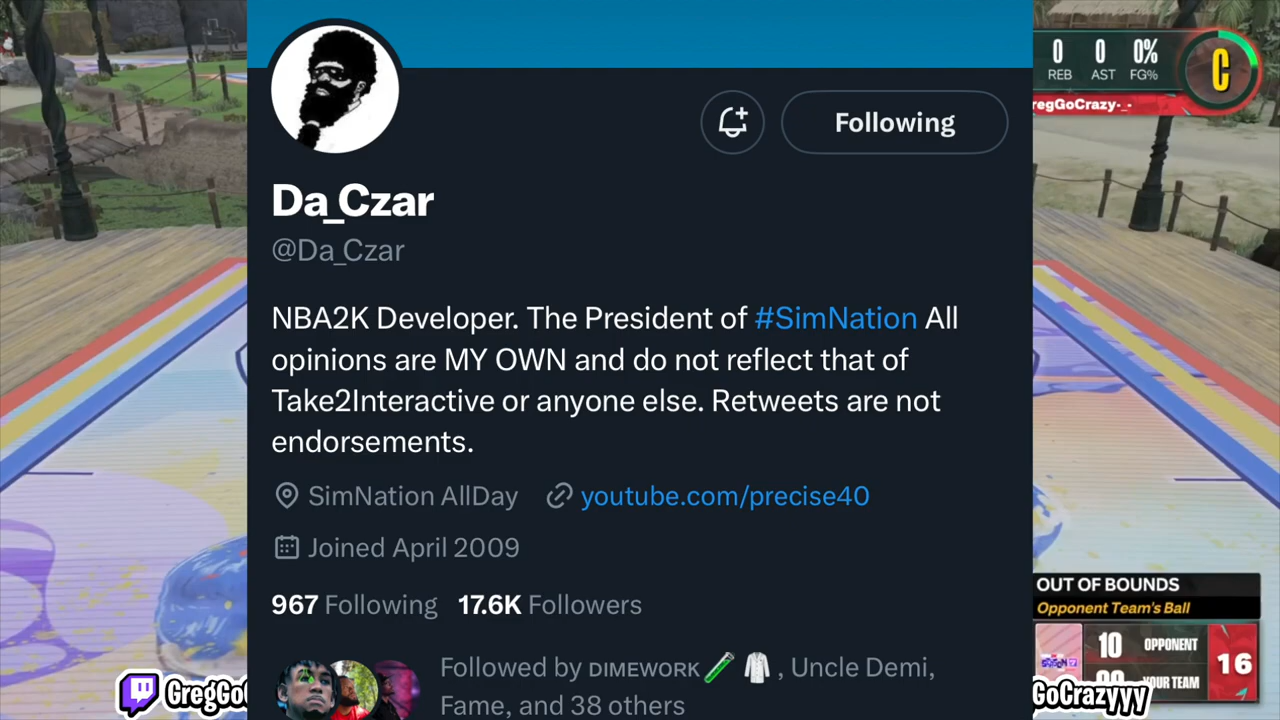 Following
Da_Czar
@Da_Czar
NBA2K Developer. The President of #SimNation All
opinions are MY OWN and do not reflect that of
Take2Interactive or anyone else. Retweets are not
endorsements.
SimNation AllDay youtube.com/precise40
Joined April 2009
967 Following 17.6K Followers
Followed by DIMEWORK🧪🥼, Uncle Demi,
Fame, and 38 others
0 0 0%
REB AST FG%
C
regGoCrazy-_-
OUT OF BOUNDS
Opponent Team's Ball
10 OPPONENT
16
YOUR TEAM
GregGo
GoCrazyyy